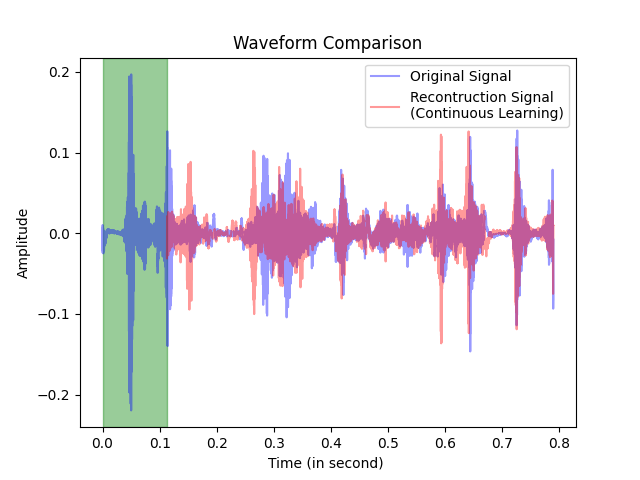 Waveform Comparison
Original Signal
Recontruction Signal
(Continuous Learning)
0.2
0.1
0.0
−0.1
−0.2
Amplitude
0.0 0.1 0.2 0.3 0.4 0.5 0.6 0.7 0.8
Time (in second)